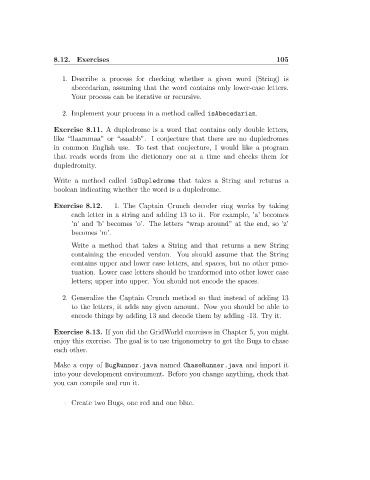 8.12. Exercises 105
1. Describe a process for checking whether a given word (String) is
abecedarian, assuming that the word contains only lower-case letters.
Your process can be iterative or recursive.
2. Implement your process in a method called isAbecedarian.
Exercise 8.11. A dupledrome is a word that contains only double letters,
like "llaammaa" or "ssaabb". I conjecture that there are no dupledromes
in common English use. To test that conjecture, I would like a program
that reads words from the dictionary one at a time and checks them for
dupledromity.
Write a method called isDupledrome that takes a String and returns a
boolean indicating whether the word is a dupledrome.
Exercise 8.12. 1. The Captain Crunch decoder ring works by taking
each letter in a string and adding 13 to it. For example, 'a' becomes
'n' and 'b' becomes 'o'. The letters "wrap around" at the end, so 'z'
becomes 'm'.
Write a method that takes a String and that returns a new String
containing the encoded version. You should assume that the String
contains upper and lower case letters, and spaces, but no other punc-
tuation. Lower case letters should be tranformed into other lower case
letters; upper into upper. You should not encode the spaces.
2. Generalize the Captain Crunch method so that instead of adding 13
to the letters, it adds any given amount. Now you should be able to
encode things by adding 13 and decode them by adding -13. Try it.
Exercise 8.13. If you did the GridWorld exercises in Chapter 5, you might
enjoy this exercise. The goal is to use trigonometry to get the Bugs to chase
each other.
Make a copy of BugRunner.java named ChaseRunner.java and import it
into your development environment. Before you change anything, check that
you can compile and run it.
Create two Bugs, one red and one blue.